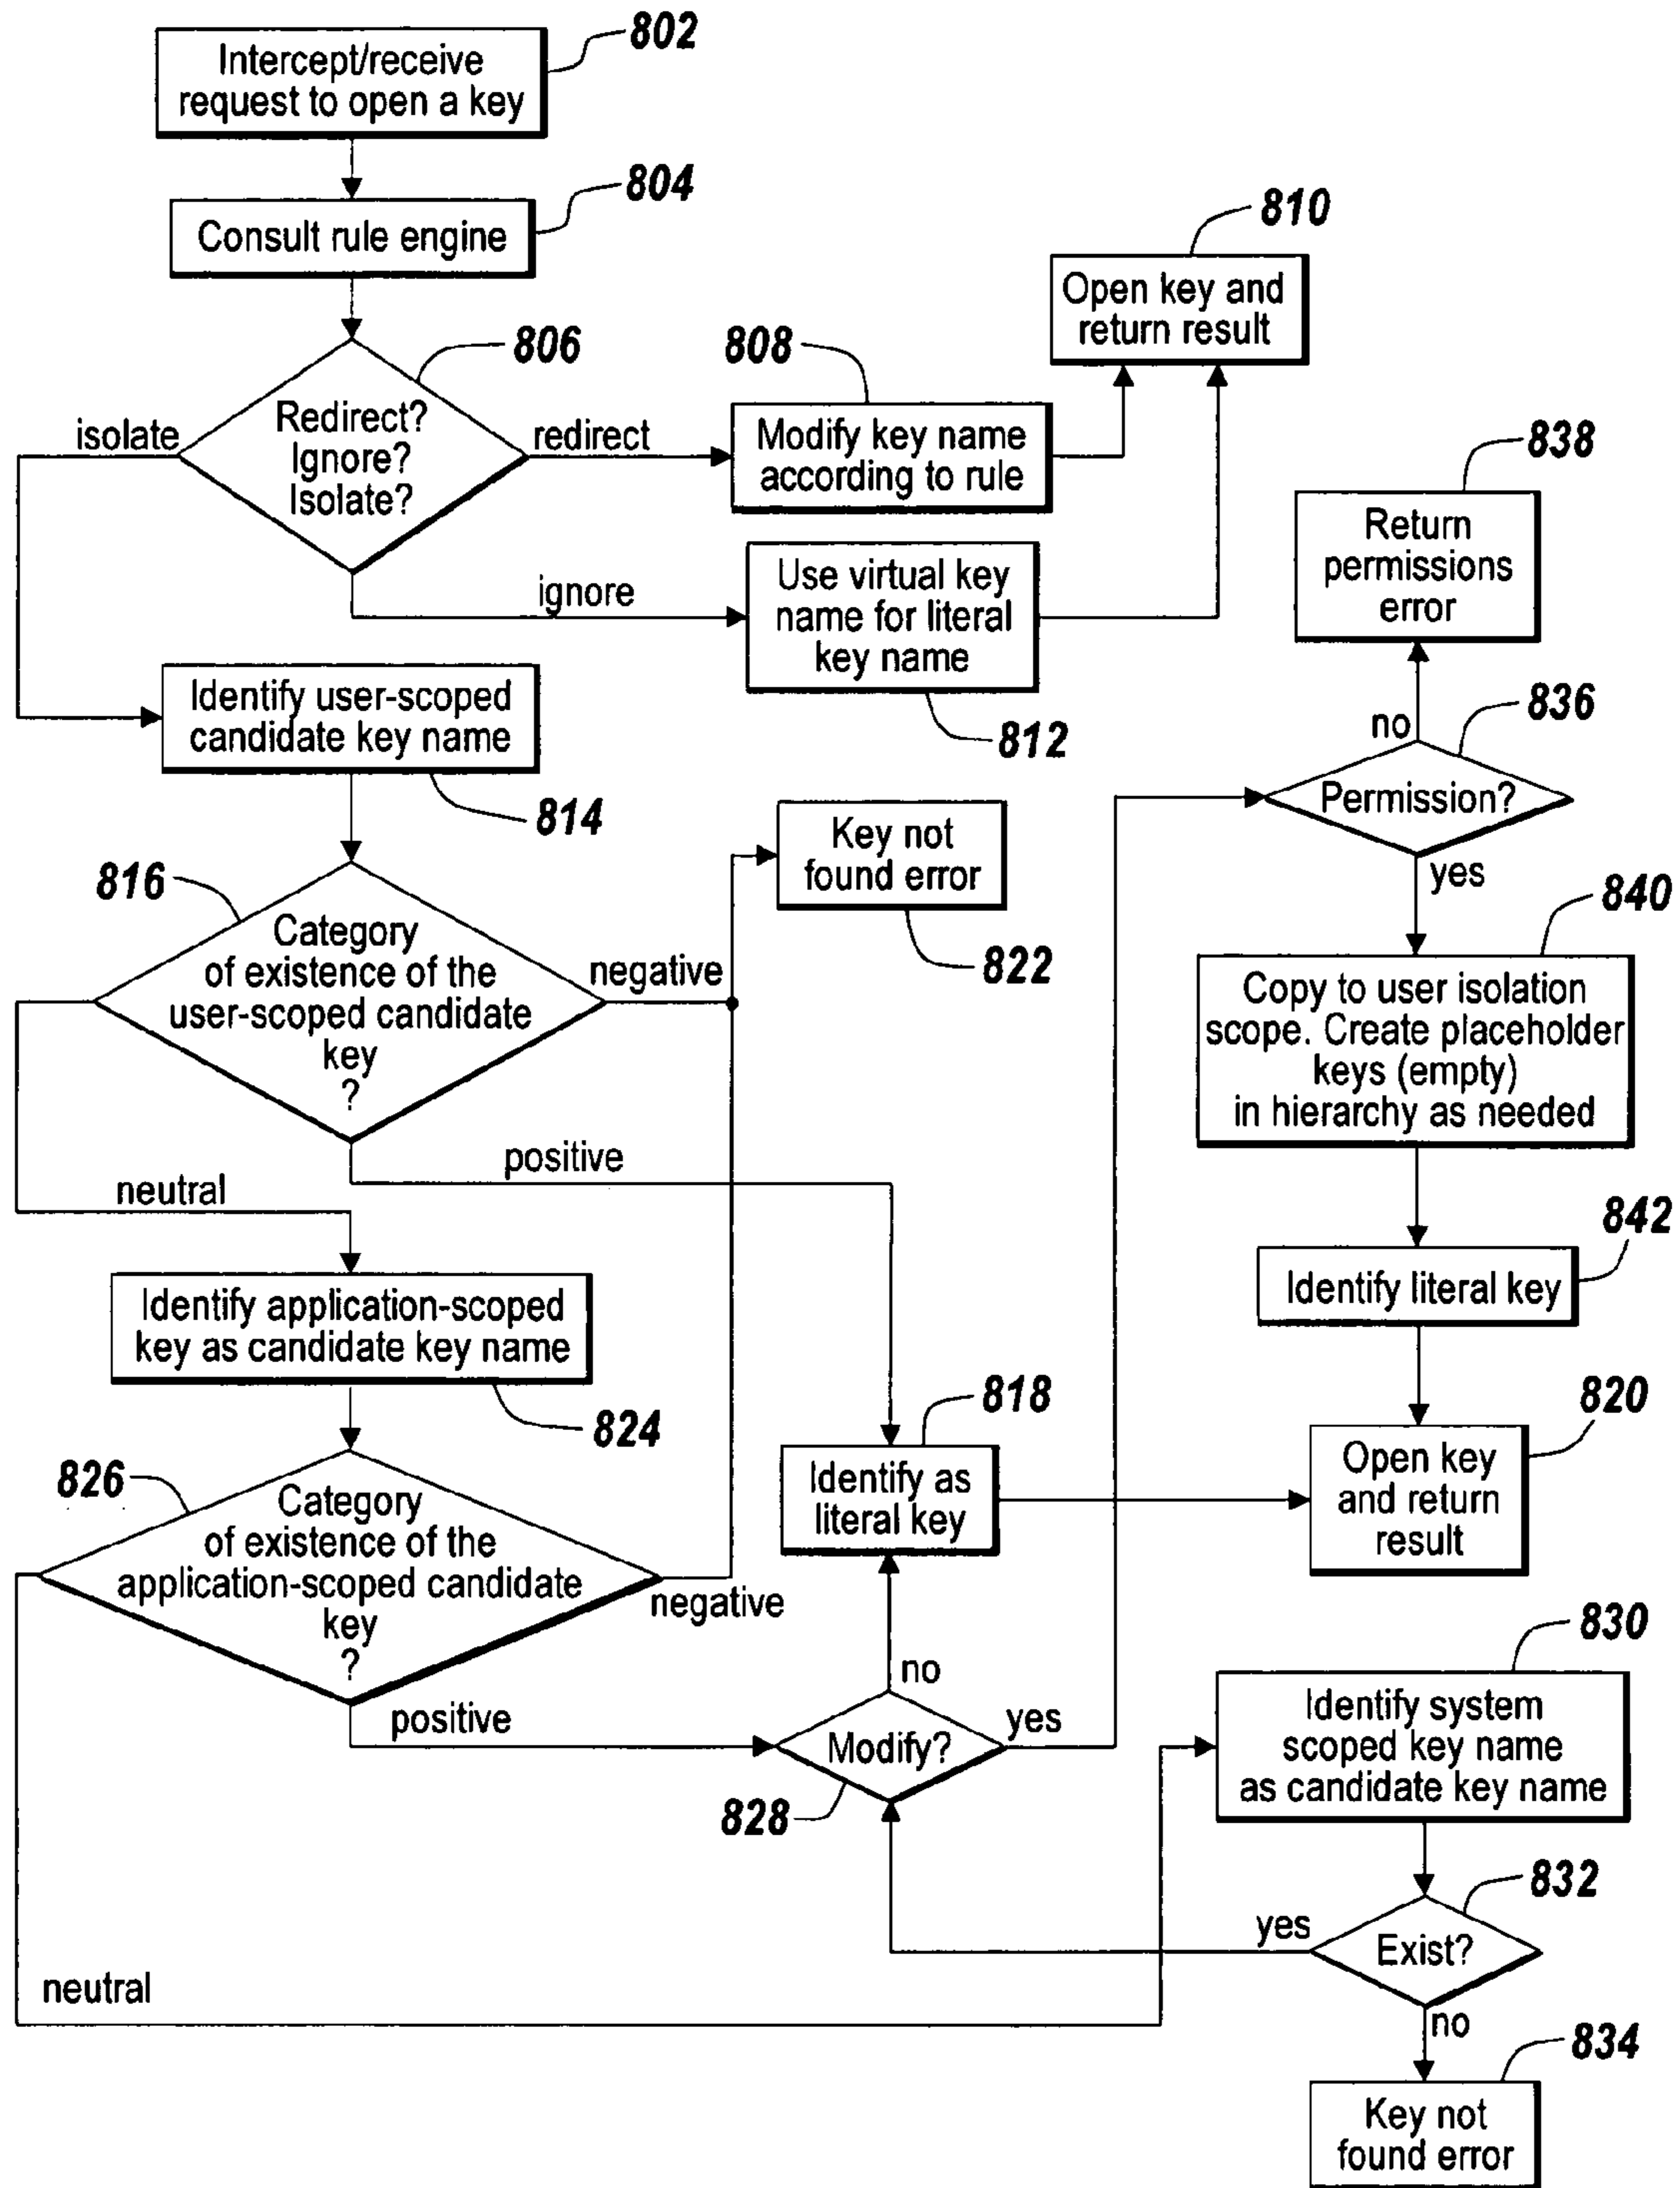 802
Intercept/receive
request to open a key
804
Consult rule engine
810
Open key and
return result
806
Redirect?
Ignore?
Isolate?
isolate
redirect
ignore
808
Modify key name
according to rule
838
Return
permissions
error
Use virtual key
name for literal
key name
812
Identify user-scoped
candidate key name
814
836
no
Permission?
yes
Key not
found error
822
816
Category
of existence of the
user-scoped candidate
key
?
negative
positive
neutral
840
Copy to user isolation
scope. Create placeholder
keys (empty)
in hierarchy as needed
842
Identify literal key
Identify application-scoped
key as candidate key name
824
818
Identify as
literal key
820
Open key
and return
result
826
Category
of existence of the
application-scoped candidate
key
?
negative
positive
neutral
no
Modify?
yes
828
830
Identify system
scoped key name
as candidate key name
832
yes
Exist?
no
834
Key not
found error